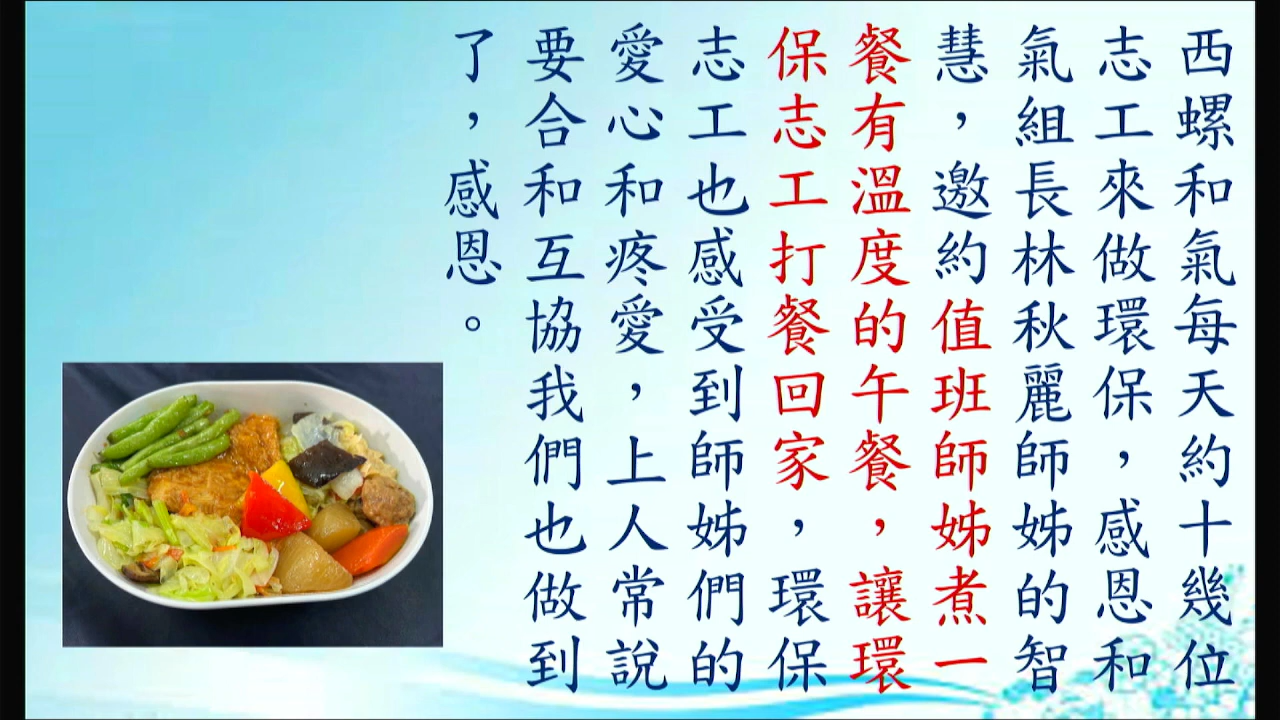 西螺和氣每天約十幾位
志工來做環保，感恩和
氣組長林秋麗師姊的智
慧，邀約值班師姊煮一
餐有溫度的午餐，讓環
保志工打餐回家，環保
志工也感受到師姊們的
愛心和疼愛，上人常說
要合和互協我們也做到
了，感恩。